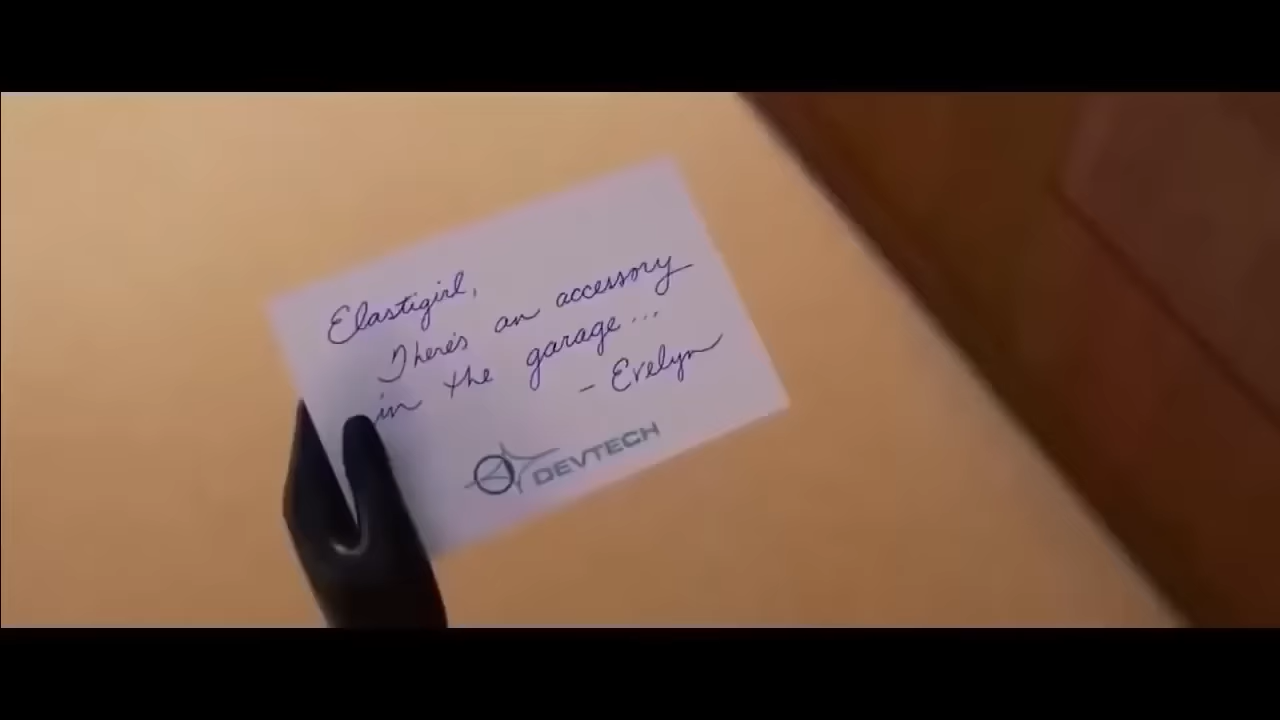 Elastigirl,
There's an accessory
in the garage...
- Evelyn
DEVTECH